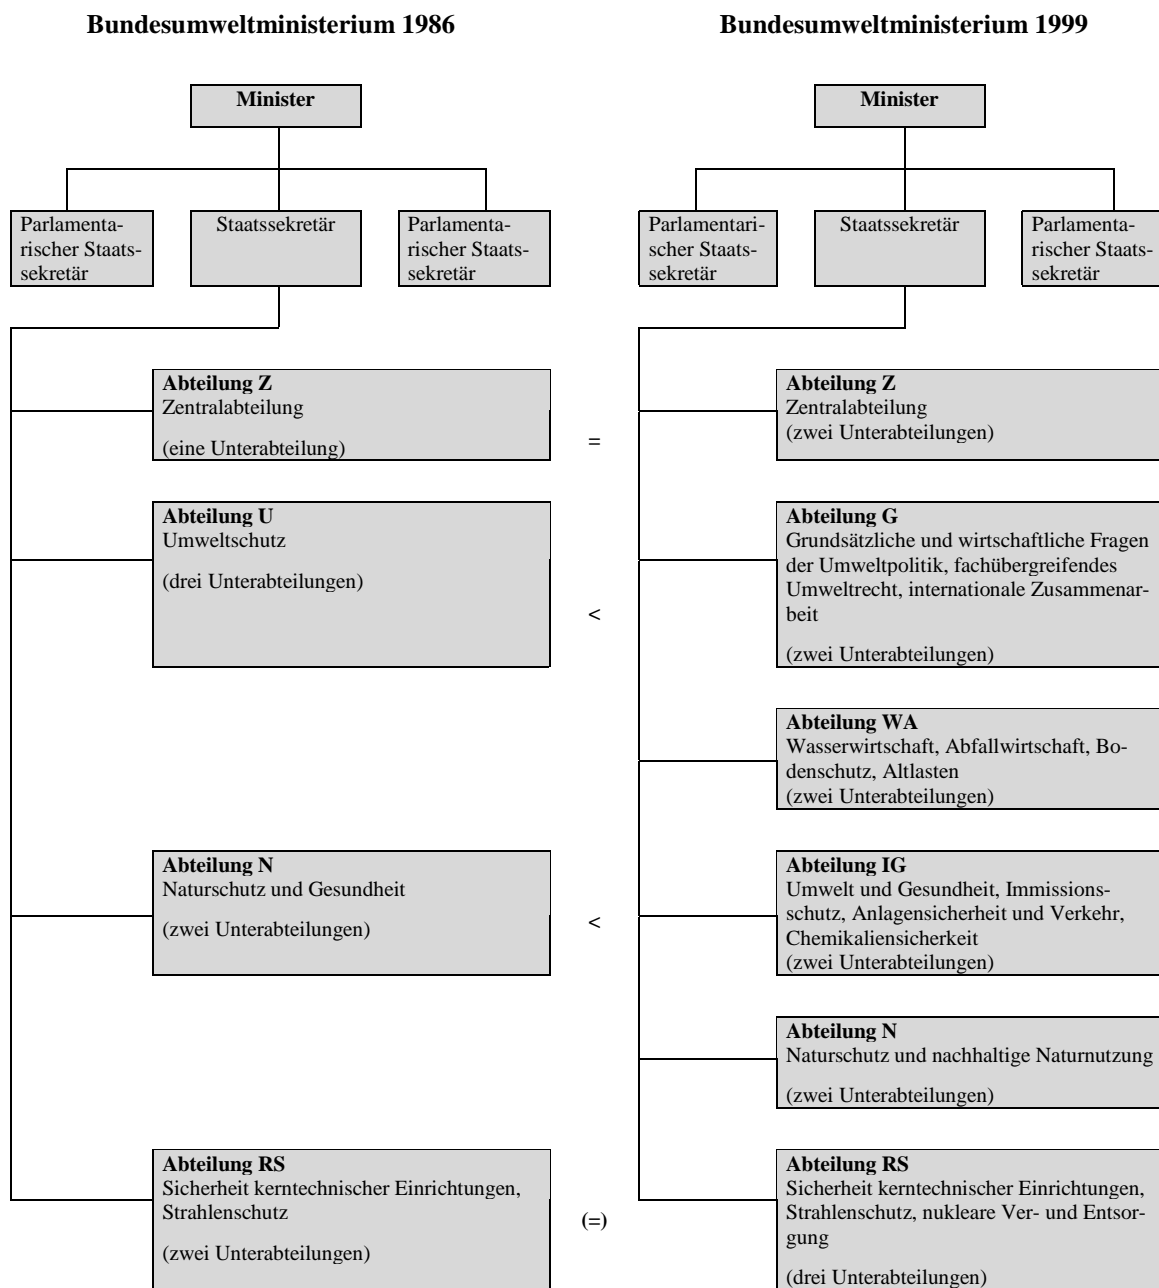 Bundesumweltministerium 1986
Bundesumweltministerium 1999
Minister
Minister
Parlamenta-
rischer Staats-
sekretär
Staatssekretär
Parlamenta-
rischer Staats-
sekretär
Parlamentari-
scher Staats-
sekretär
Staatssekretär
Parlamenta-
rischer Staats-
sekretär
Abteilung Z
Zentralabteilung
(eine Unterabteilung)
=
Abteilung Z
Zentralabteilung
(zwei Unterabteilungen)
Abteilung U
Umweltschutz
(drei Unterabteilungen)
<
Abteilung G
Grundsätzliche und wirtschaftliche Fragen
der Umweltpolitik, fachübergreifendes
Umweltrecht, internationale Zusammenar-
beit
(zwei Unterabteilungen)
Abteilung WA
Wasserwirtschaft, Abfallwirtschaft, Bo-
denschutz, Altlasten
(zwei Unterabteilungen)
Abteilung N
Naturschutz und Gesundheit
(zwei Unterabteilungen)
<
Abteilung IG
Umwelt und Gesundheit, Immissions-
schutz, Anlagensicherheit und Verkehr,
Chemikaliensicherkeit
(zwei Unterabteilungen)
Abteilung N
Naturschutz und nachhaltige Naturnutzung
(zwei Unterabteilungen)
Abteilung RS
Sicherheit kerntechnischer Einrichtungen,
Strahlenschutz
(zwei Unterabteilungen)
(=)
Abteilung RS
Sicherheit kerntechnischer Einrichtungen,
Strahlenschutz, nukleare Ver- und Entsor-
gung
(drei Unterabteilungen)